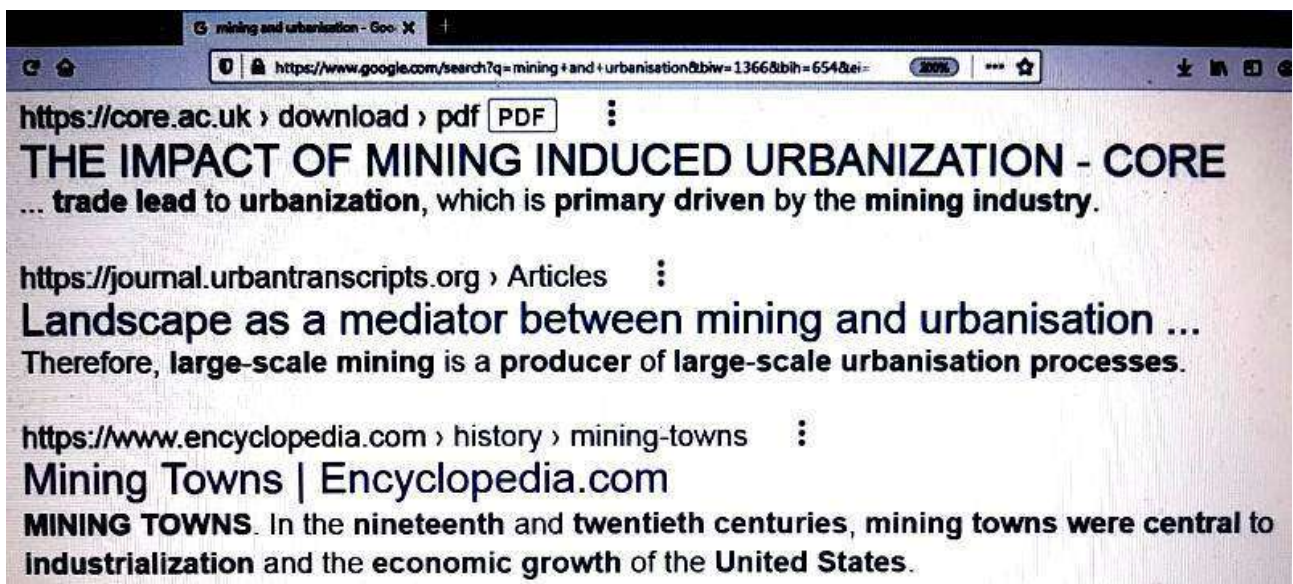 mining and urbanisation - Goo
https://www.google.com/search?q=mining+and+urbanisation&biw=1366&bih=654&ei=
200%
https://core.ac.uk › download › pdf PDF
THE IMPACT OF MINING INDUCED URBANIZATION - CORE
... trade lead to urbanization, which is primary driven by the mining industry.
https://journal.urbantranscripts.org › Articles
Landscape as a mediator between mining and urbanisation ...
Therefore, large-scale mining is a producer of large-scale urbanisation processes.
https://www.encyclopedia.com › history › mining-towns
Mining Towns | Encyclopedia.com
MINING TOWNS. In the nineteenth and twentieth centuries, mining towns were central to
industrialization and the economic growth of the United States.